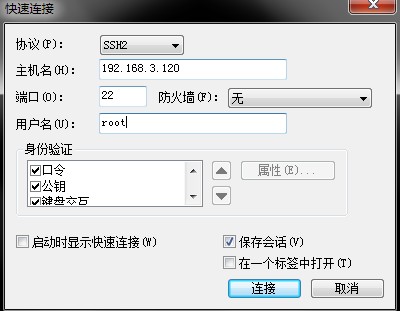 快速连接
协议(P): SSH2
主机名(H): 192.168.3.120
端口(O): 22 防火墙(F): 无
用户名(U): root
身份验证
口令
公钥
键盘交互
属性(E)...
启动时显示快速连接(W) 保存会话(V)
在一个标签中打开(T)
连接 取消